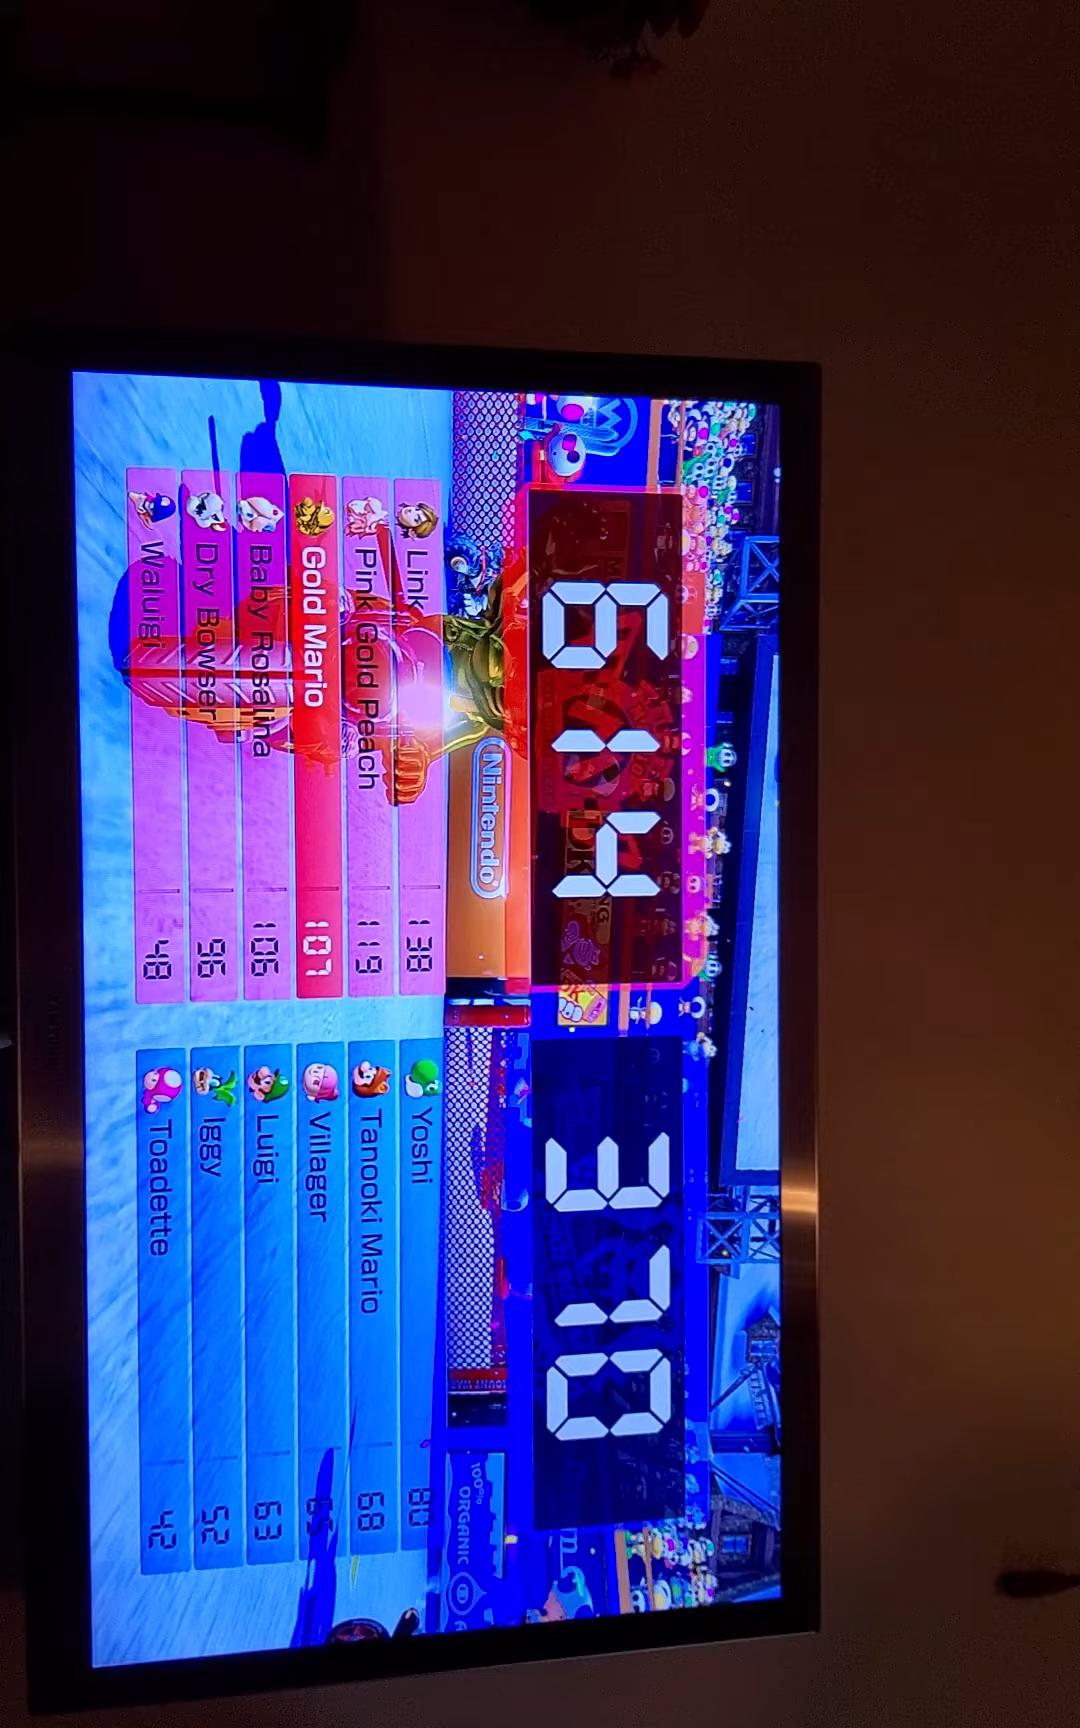 614
370
Nintendo
100%
ORGANIC
Link 138
Pink Gold Peach 119
Gold Mario 107
Baby Rosalina 106
Dry Bowser 96
Waluigi 48
Yoshi 80
Tanooki Mario 68
Villager 65
Luigi 63
Iggy 52
Toadette 42